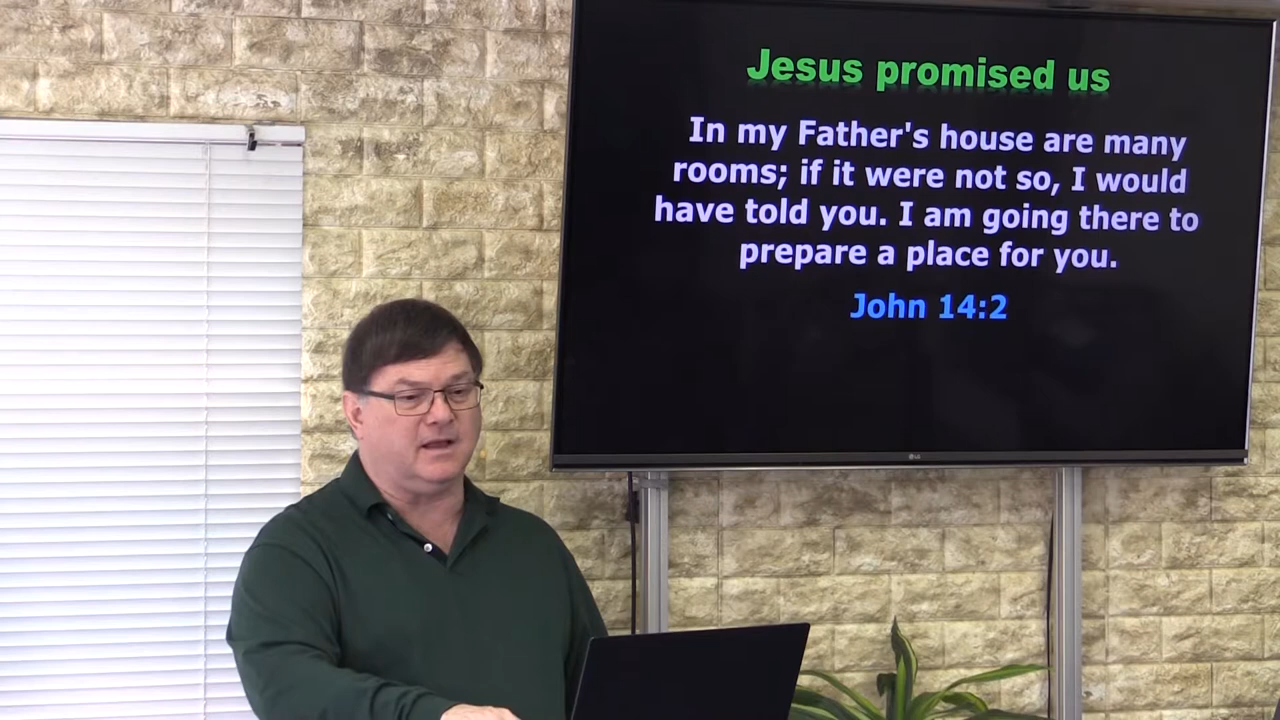 Jesus promised us
In my Father's house are many
rooms; if it were not so, I would
have told you. I am going there to
prepare a place for you.
John 14:2
LG